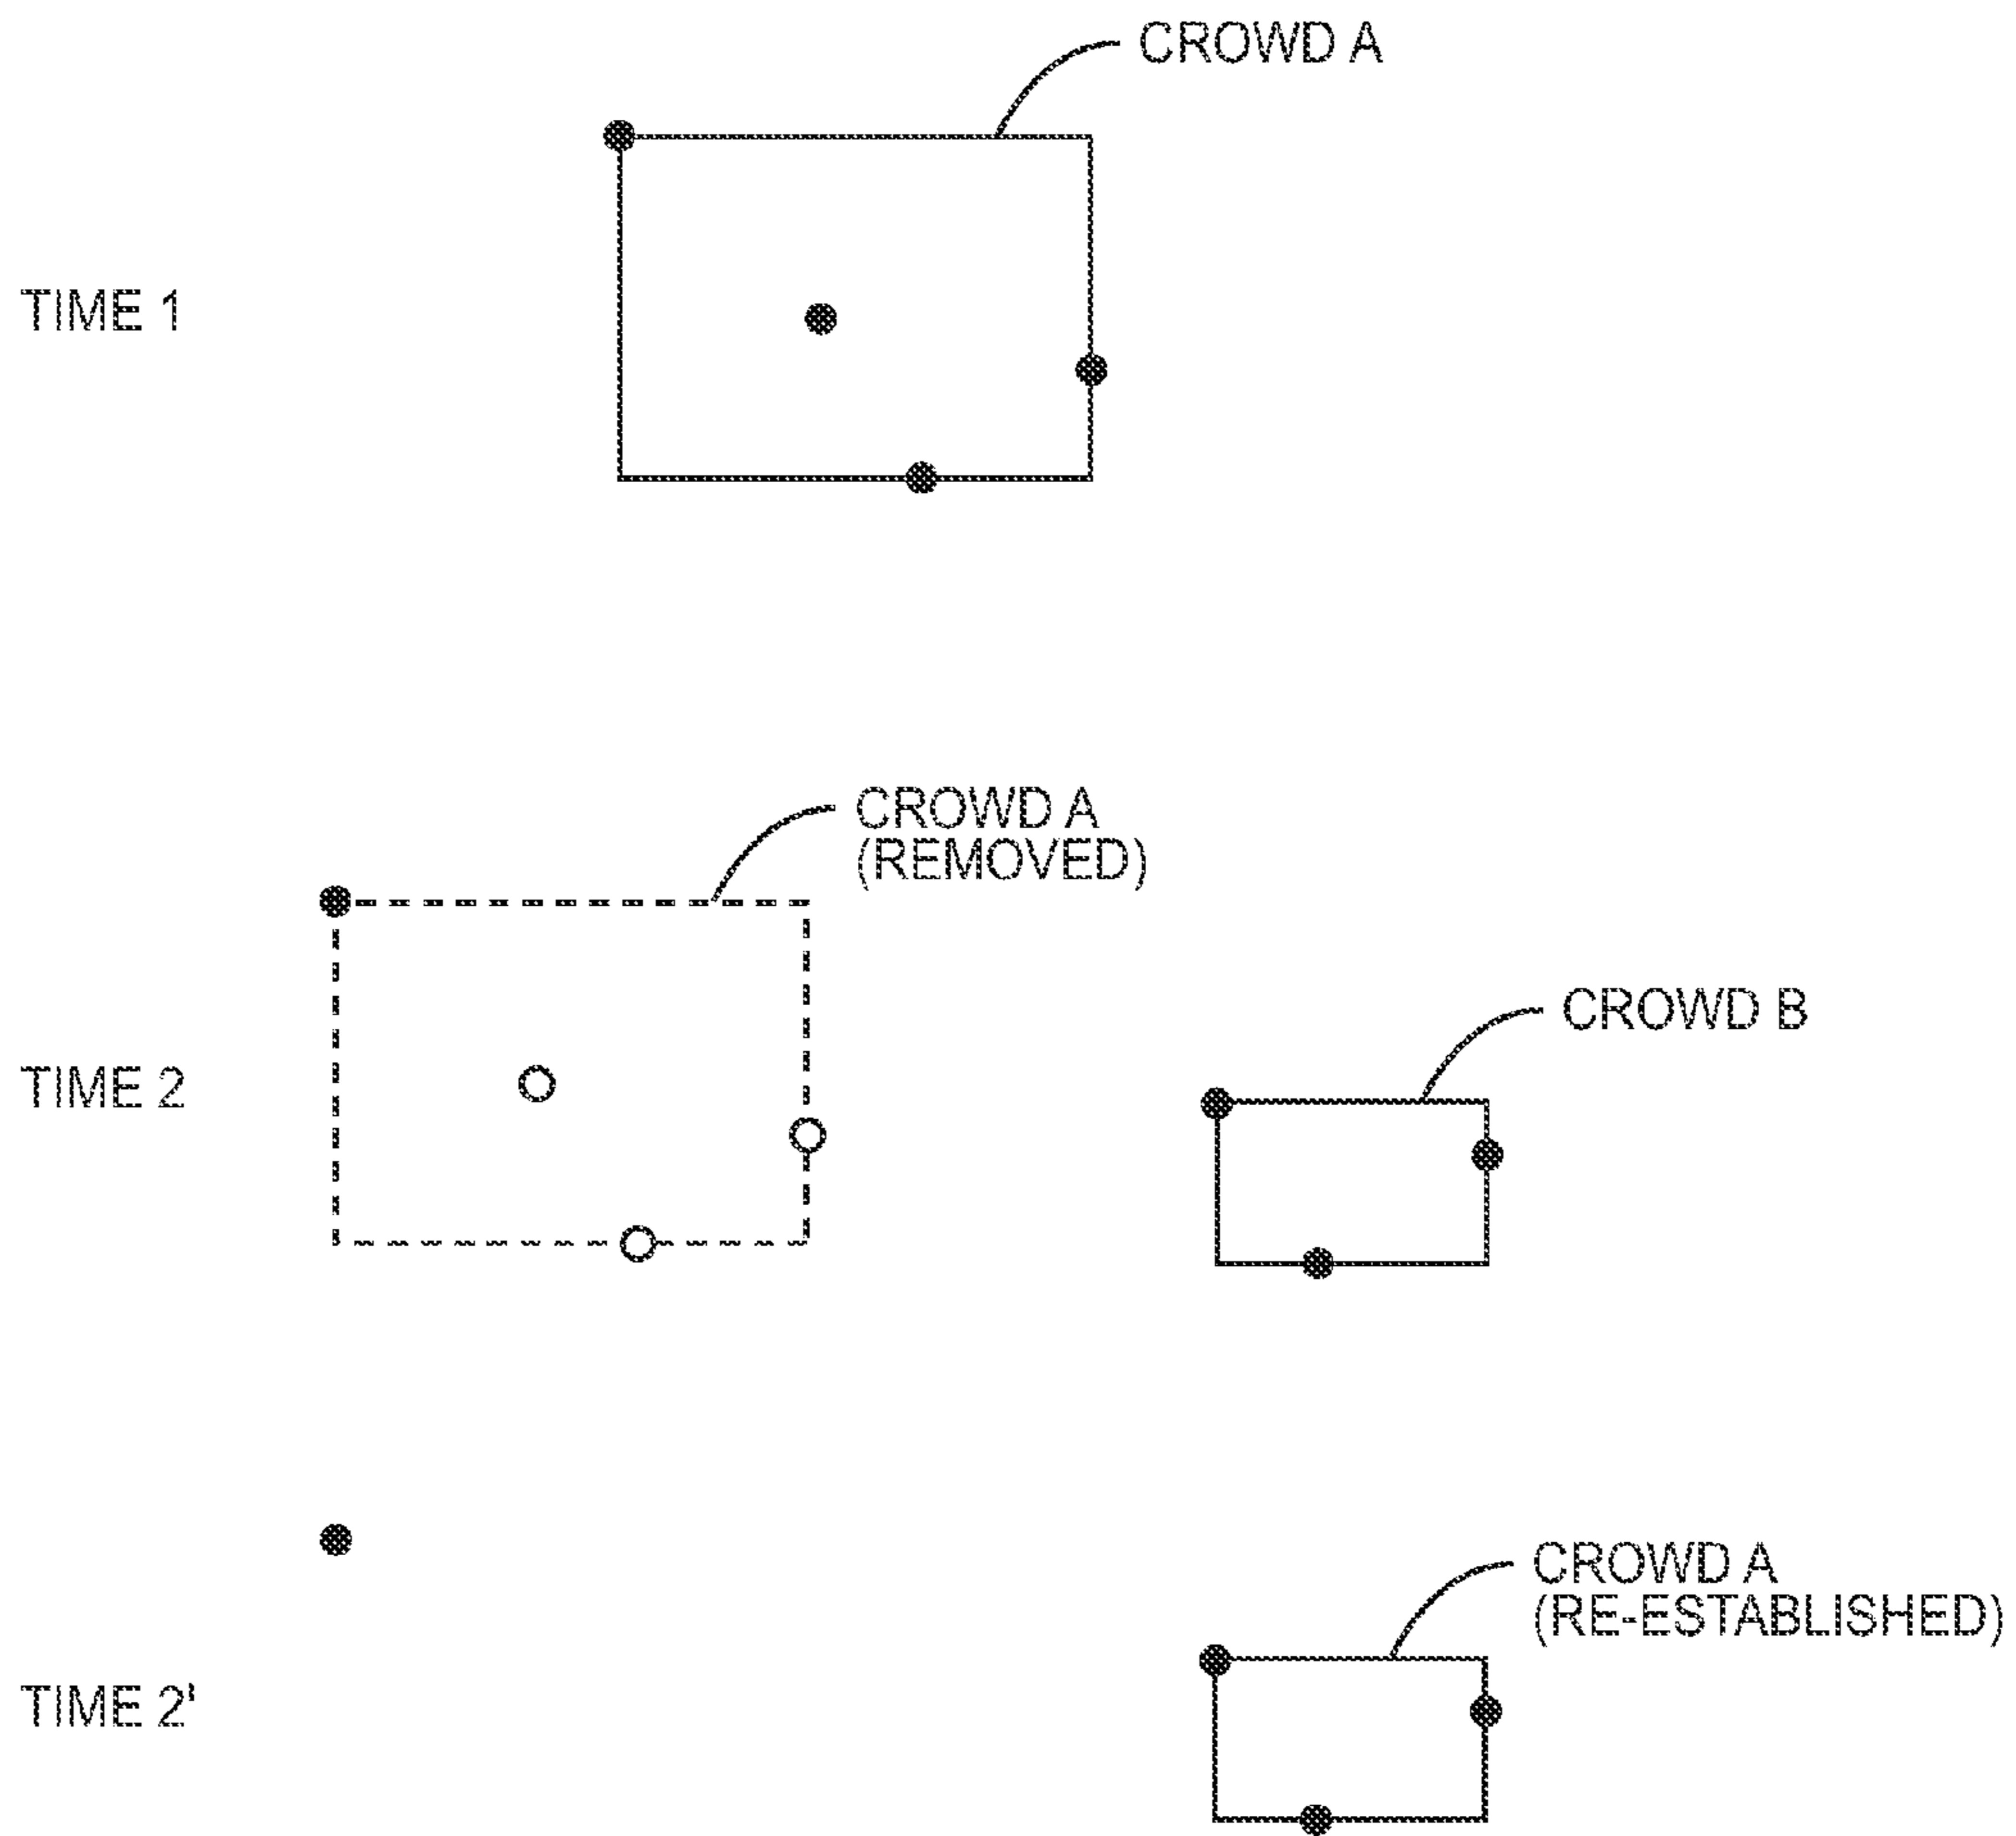 CROWD A
TIME 1
CROWD A
(REMOVED)
CROWD B
TIME 2
CROWD A
(RE-ESTABLISHED)
TIME 2'